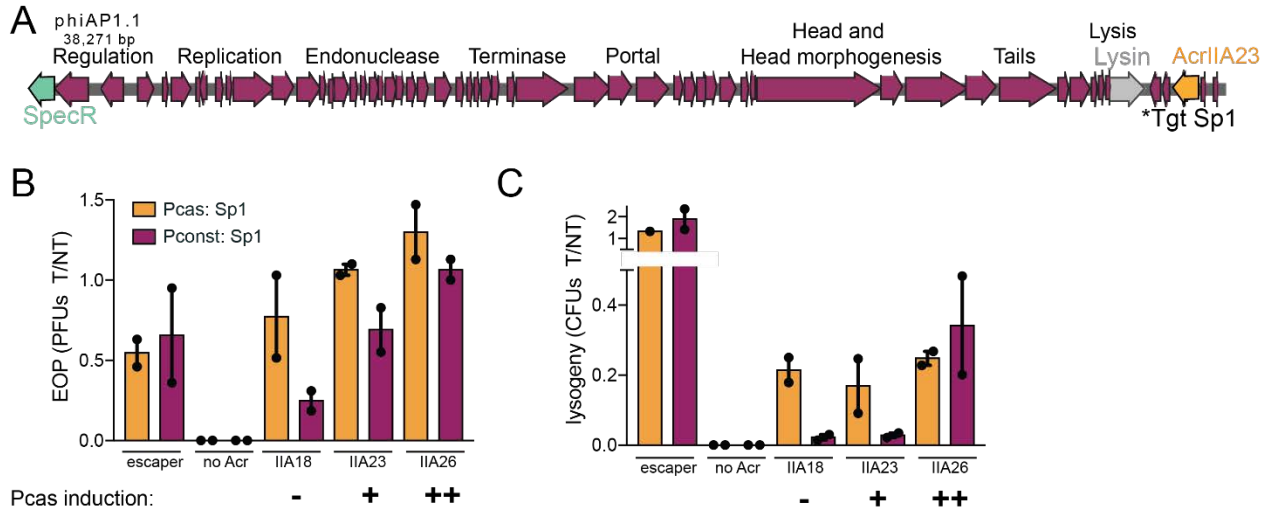 A
phiAP1.1
38,271 bp
Regulation
Replication
Endonuclease
Terminase
Portal
Head and
Head morphogenesis
Tails
Lysis
Lysin
AcrIIA23
SpecR
*Tgt Sp1
B
EOP (PFUs T/NT)
1.5
1.0
0.5
0.0
Pcas: Sp1
Pconst: Sp1
escaper
no Acr
IIA18
IIA23
IIA26
Pcas induction:
-
+
++
C
lysogeny (CFUs T/NT)
2
1
0.4
0.2
0.0
escaper
no Acr
IIA18
IIA23
IIA26
-
+
++